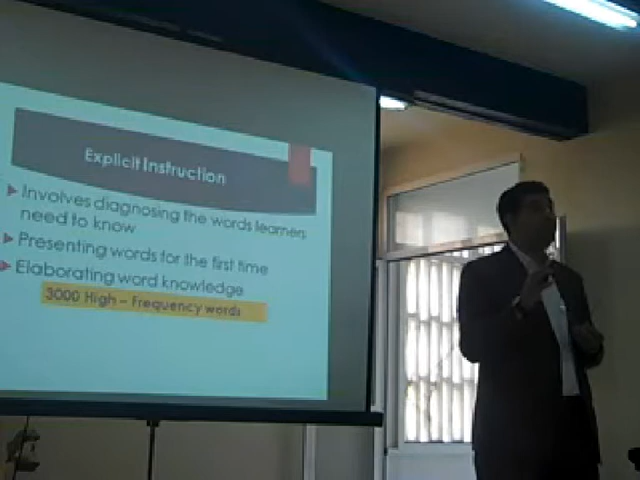 Explicit Instruction
Involves diagnosing the words learners
need to know
Presenting words for the first time
Elaborating word knowledge
3000 High – Frequency words